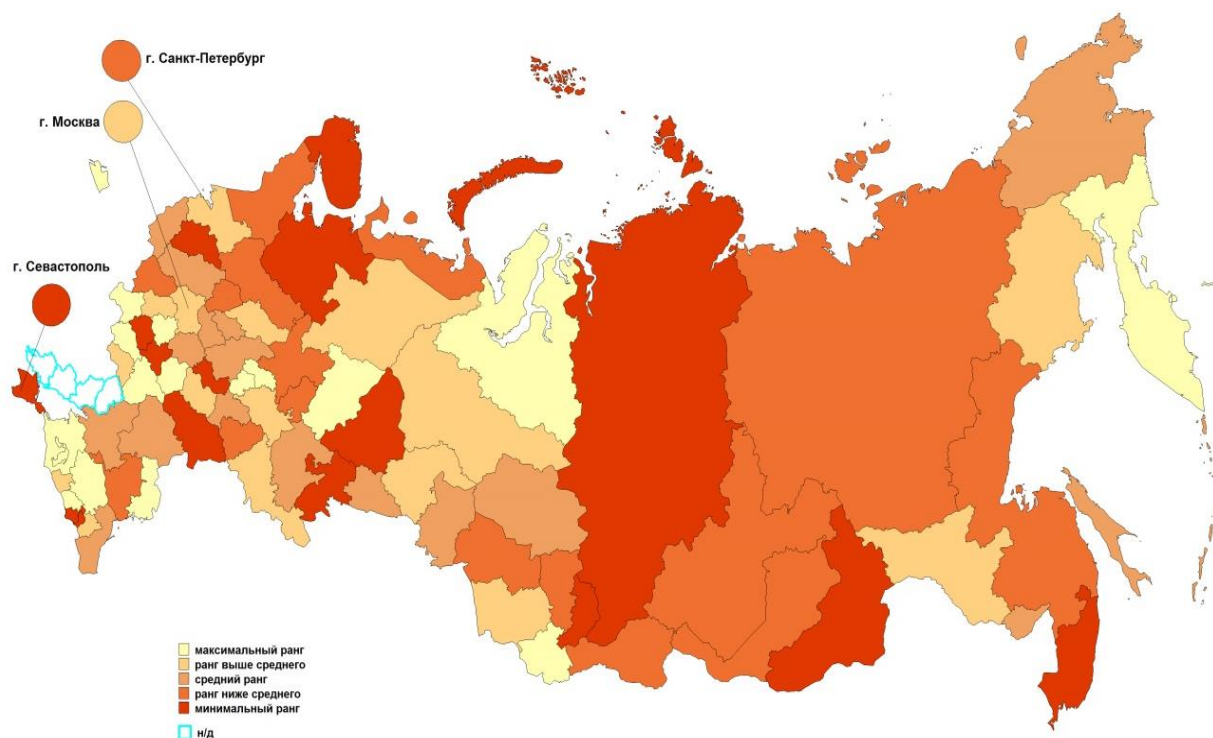 г. Санкт-Петербург
г. Москва
г. Севастополь
максимальный ранг
ранг выше среднего
средний ранг
ранг ниже среднего
минимальный ранг
н/д